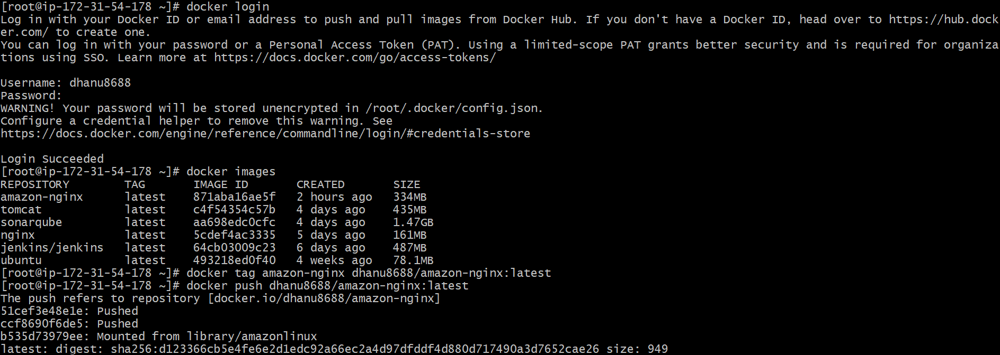 [root@ip-172-31-54-178 ~]# docker login
Log in with your Docker ID or email address to push and pull images from Docker Hub. If you don't have a Docker ID, head over to https://hub.dock
er.com/ to create one.
You can log in with your password or a Personal Access Token (PAT). Using a limited-scope PAT grants better security and is required for organiza
tions using SSO. Learn more at https://docs.docker.com/go/access-tokens/

Username: dhanu8688
Password:
WARNING! Your password will be stored unencrypted in /root/.docker/config.json.
Configure a credential helper to remove this warning. See
https://docs.docker.com/engine/reference/commandline/login/#credentials-store

Login Succeeded
[root@ip-172-31-54-178 ~]# docker images
REPOSITORY        TAG       IMAGE ID       CREATED       SIZE
amazon-nginx      latest    871aba16ae5f   2 hours ago   334MB
tomcat            latest    c4f54354c57b   4 days ago    435MB
sonarqube         latest    aa698edc0cfc   4 days ago    1.47GB
nginx             latest    5cdef4ac3335   5 days ago    161MB
jenkins/jenkins   latest    64cb03009c23   6 days ago    487MB
ubuntu            latest    493218ed0f40   4 weeks ago   78.1MB
[root@ip-172-31-54-178 ~]# docker tag amazon-nginx dhanu8688/amazon-nginx:latest
[root@ip-172-31-54-178 ~]# docker push dhanu8688/amazon-nginx:latest
The push refers to repository [docker.io/dhanu8688/amazon-nginx]
51cef3e48e1e: Pushed
ccf8690f6de5: Pushed
b535d73979ee: Mounted from library/amazonlinux
latest: digest: sha256:d123366cb5e4fe6e2d1edc92a66ec2a4d97dfddf4d880d717490a3d7652cae26 size: 949